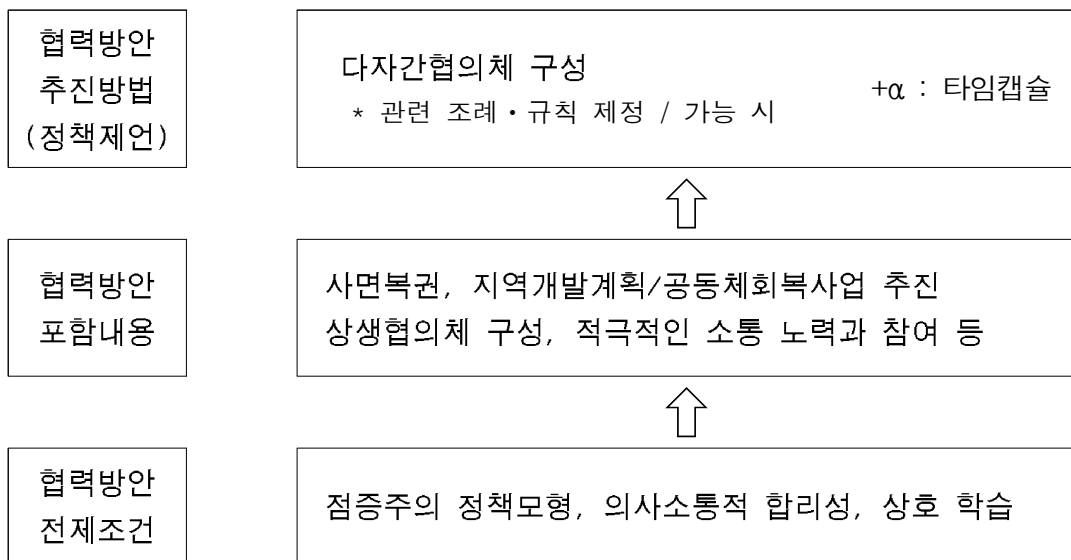 협력방안
추진방법
(정책제언)
다자간협의체 구성
* 관련 조례・규칙 제정 / 가능 시
+α : 타임캡슐
협력방안
포함내용
사면복권, 지역개발계획/공동체회복사업 추진
상생협의체 구성, 적극적인 소통 노력과 참여 등
협력방안
전제조건
점증주의 정책모형, 의사소통적 합리성, 상호 학습